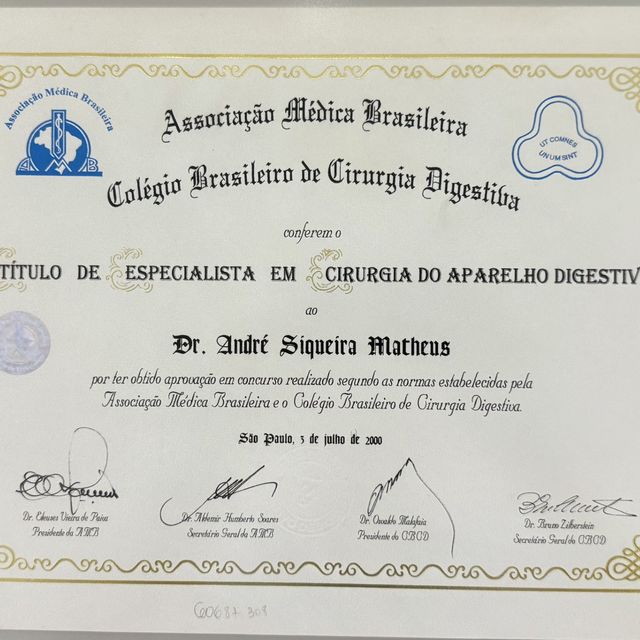 Associação Médica Brasileira
Associação Médica Brasileira
UT COMNES
UNUM SINT
Colégio Brasileiro de Cirurgia Digestiva
conferem o
TÍTULO DE ESPECIALISTA EM CIRURGIA DO APARELHO DIGESTIV
ao
Dr. André Siqueira Matheus
por ter obtido aprovação em concurso realizado segundo as normas estabelecidas pela
Associação Médica Brasileira e o Colégio Brasileiro de Cirurgia Digestiva.
São Paulo, 3 de julho de 2000
Dr. Eleuses Vieira de Paiva
Presidente da AMB
Dr. Aldemir Humberto Soares
Secretário Geral da AMB
Dr. Osvaldo Malafaia
Presidente do CBCD
Dr. Bruno Zilberstein
Secretário Geral do CBCD